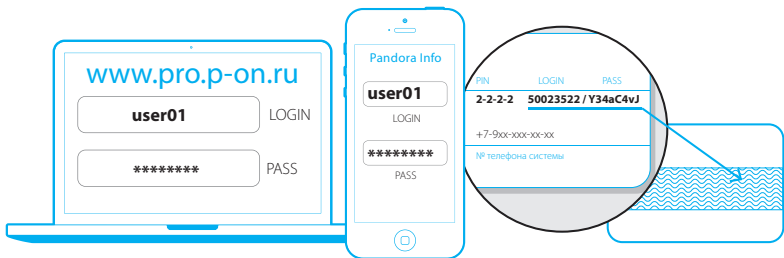 www.pro.p-on.ru
user01 LOGIN
******** PASS
Pandora Info
user01
LOGIN
********
PASS
PIN LOGIN PASS
2-2-2-2 50023522 / Y34aC4vJ
+7-9xx-xxx-xx-xx
№ телефона системы